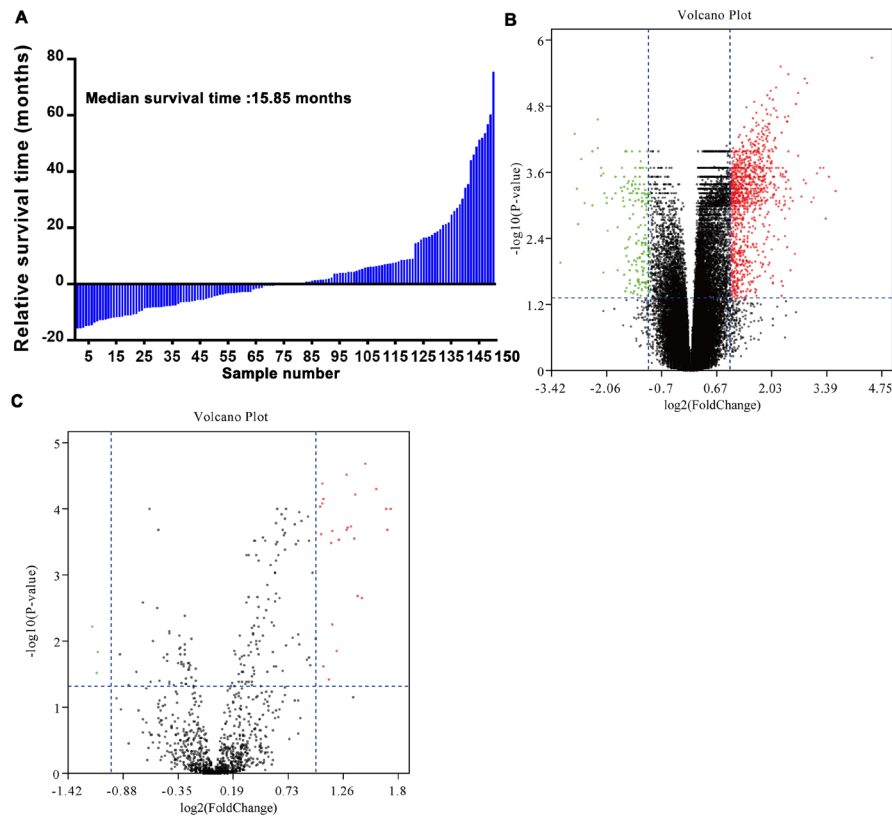 A
Relative survival time (months)
80
60
40
20
0
-20
Median survival time :15.85 months
5 15 25 35 45 55 65 75 85 95 105 115 125 135 145 150
Sample number
B
Volcano Plot
-log10(P-value)
6
4.8
3.6
2.4
1.2
0
-3.42 -2.06 -0.7 0.67 2.03 3.39 4.75
log2(FoldChange)
C
Volcano Plot
-log10(P-value)
5
4
3
2
1
0
-1.42 -0.88 -0.35 0.19 0.73 1.26 1.8
log2(FoldChange)